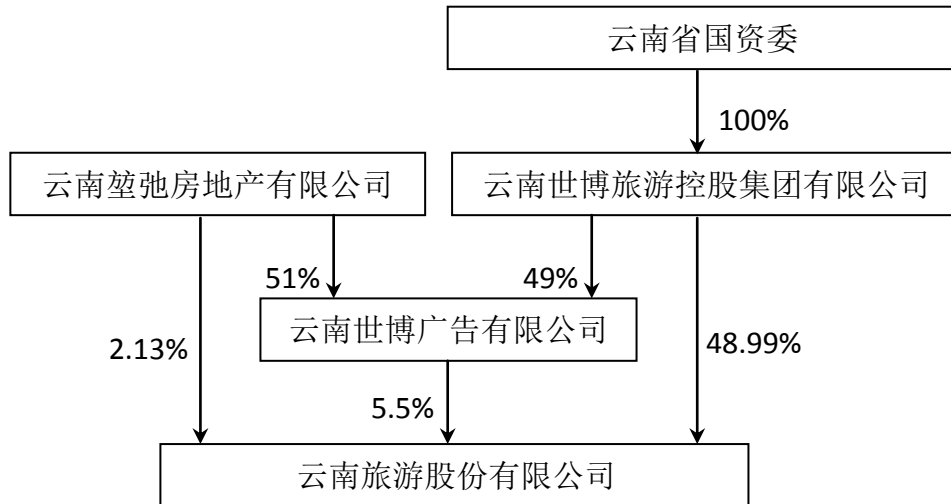 云南省国资委
100%
云南堃弛房地产有限公司
云南世博旅游控股集团有限公司
51%
49%
云南世博广告有限公司
2.13%
48.99%
5.5%
云南旅游股份有限公司